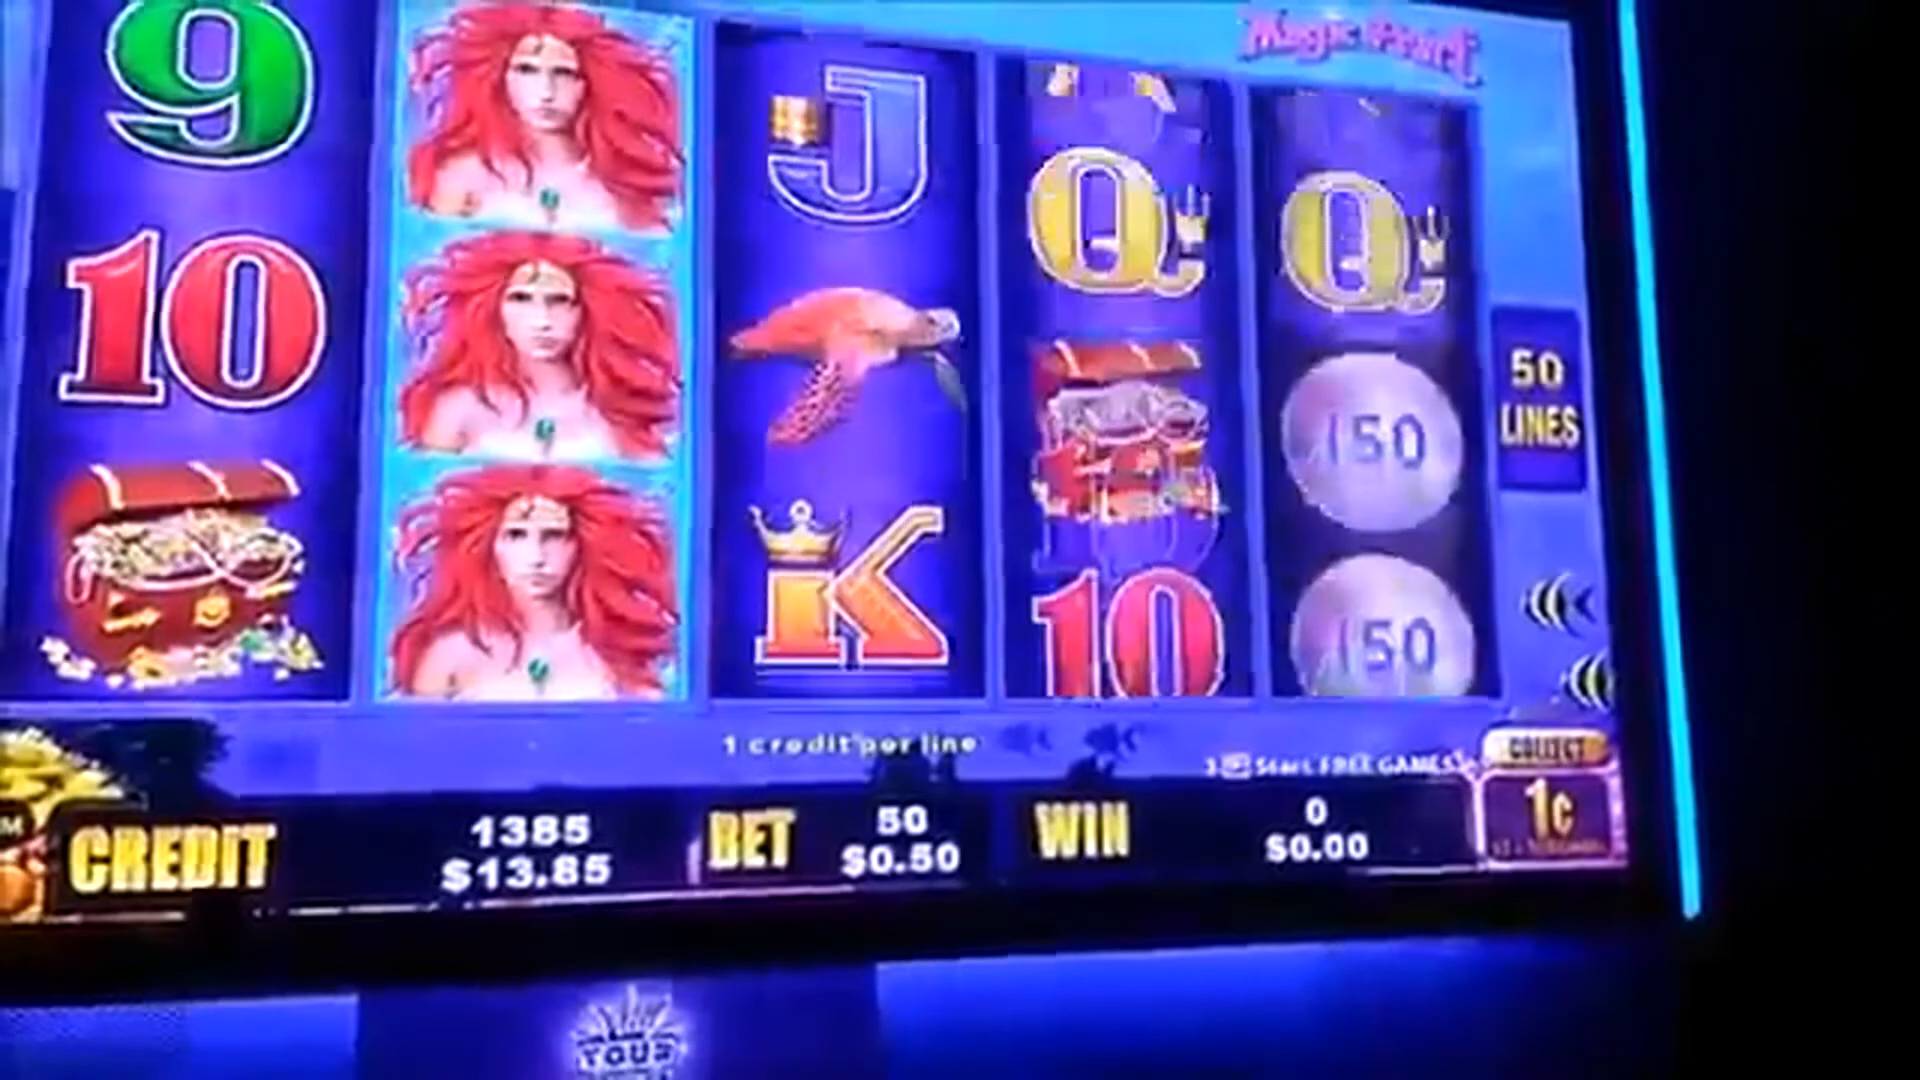 Magic Pearl
9
J
Q
Q
10
150
50
LINES
K
10
150
1 credit per line
3 Start FREE GAMES
COLLECT
CREDIT
1385
$13.85
BET
50
$0.50
WIN
0
$0.00
1¢
YOUR